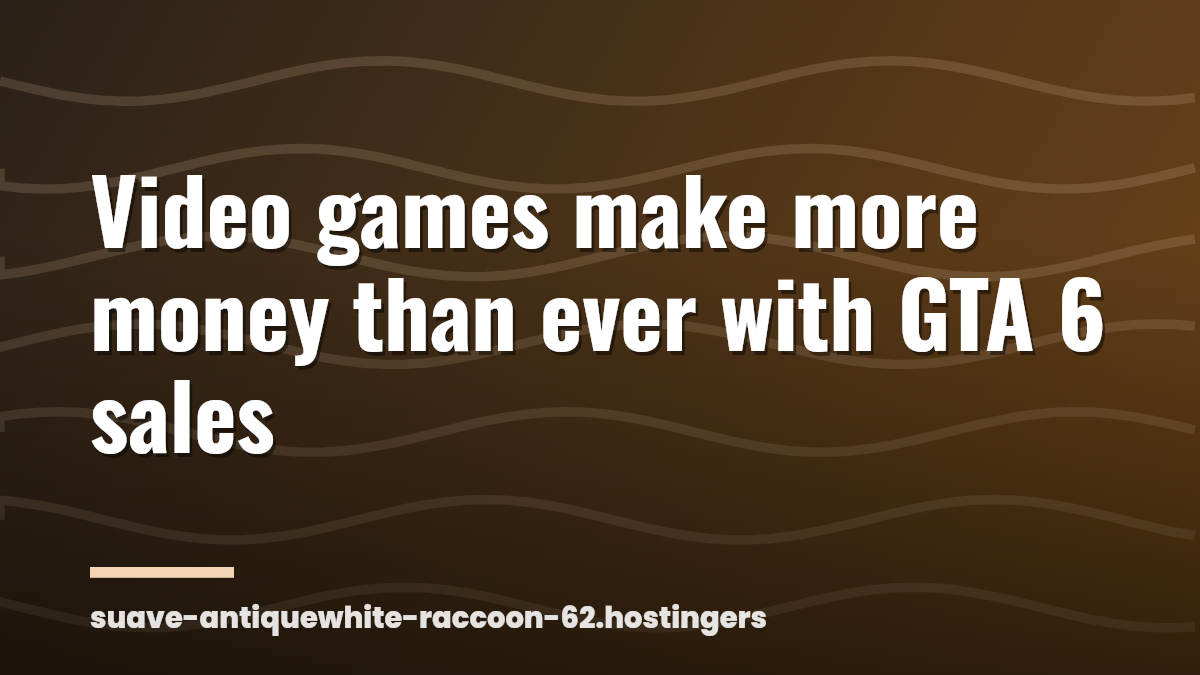 Video games make more
money than ever with GTA 6
sales
suave-antiquewhite-raccoon-62.hostingers